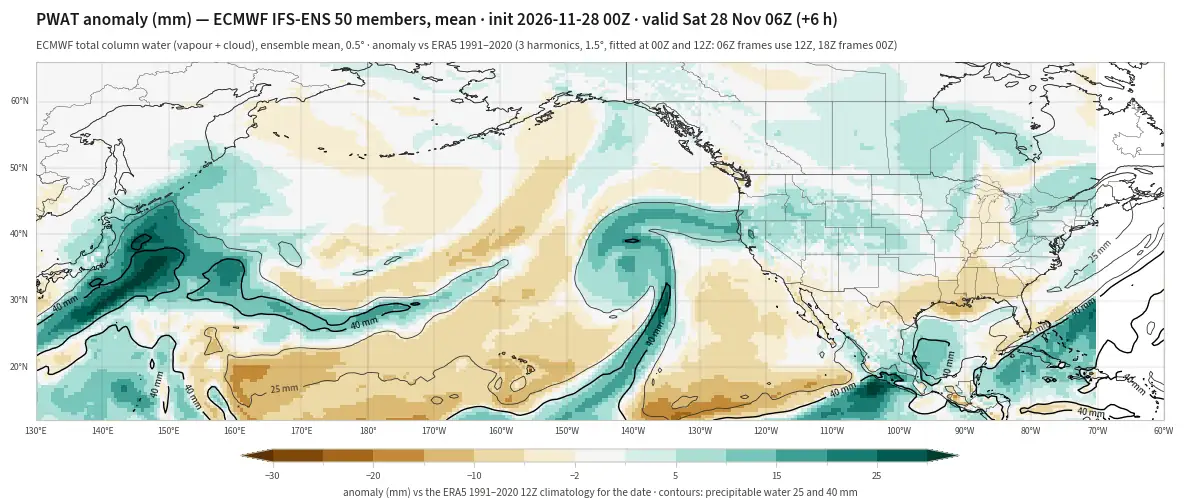 PWAT anomaly (mm) — ECMWF IFS-ENS 50 members, mean · init 2026-11-28 00Z · valid Sat 28 Nov 06Z (+6 h)
ECMWF total column water (vapour + cloud), ensemble mean, 0.5° · anomaly vs ERA5 1991–2020 (3 harmonics, 1.5°, fitted at 00Z and 12Z: 06Z frames use 12Z, 18Z frames 00Z)
60°N
50°N
40°N
30°N
20°N
25 mm
40 mm
40 mm
40 mm
25 mm
40 mm
40 mm
25 mm
40 mm
40 mm
40 mm
40 mm
40 mm
130°E 140°E 150°E 160°E 170°E 180° 170°W 160°W 150°W 140°W 130°W 120°W 110°W 100°W 90°W 80°W 70°W 60°W
−30 −20 −10 −2 5 15 25
anomaly (mm) vs the ERA5 1991–2020 12Z climatology for the date · contours: precipitable water 25 and 40 mm